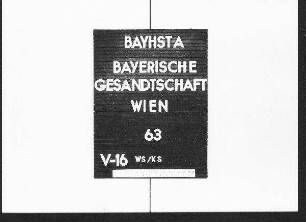 BAYHSTA
BAYERISCHE
GESANDTSCHAFT
WIEN
63
V-16 WS/KS